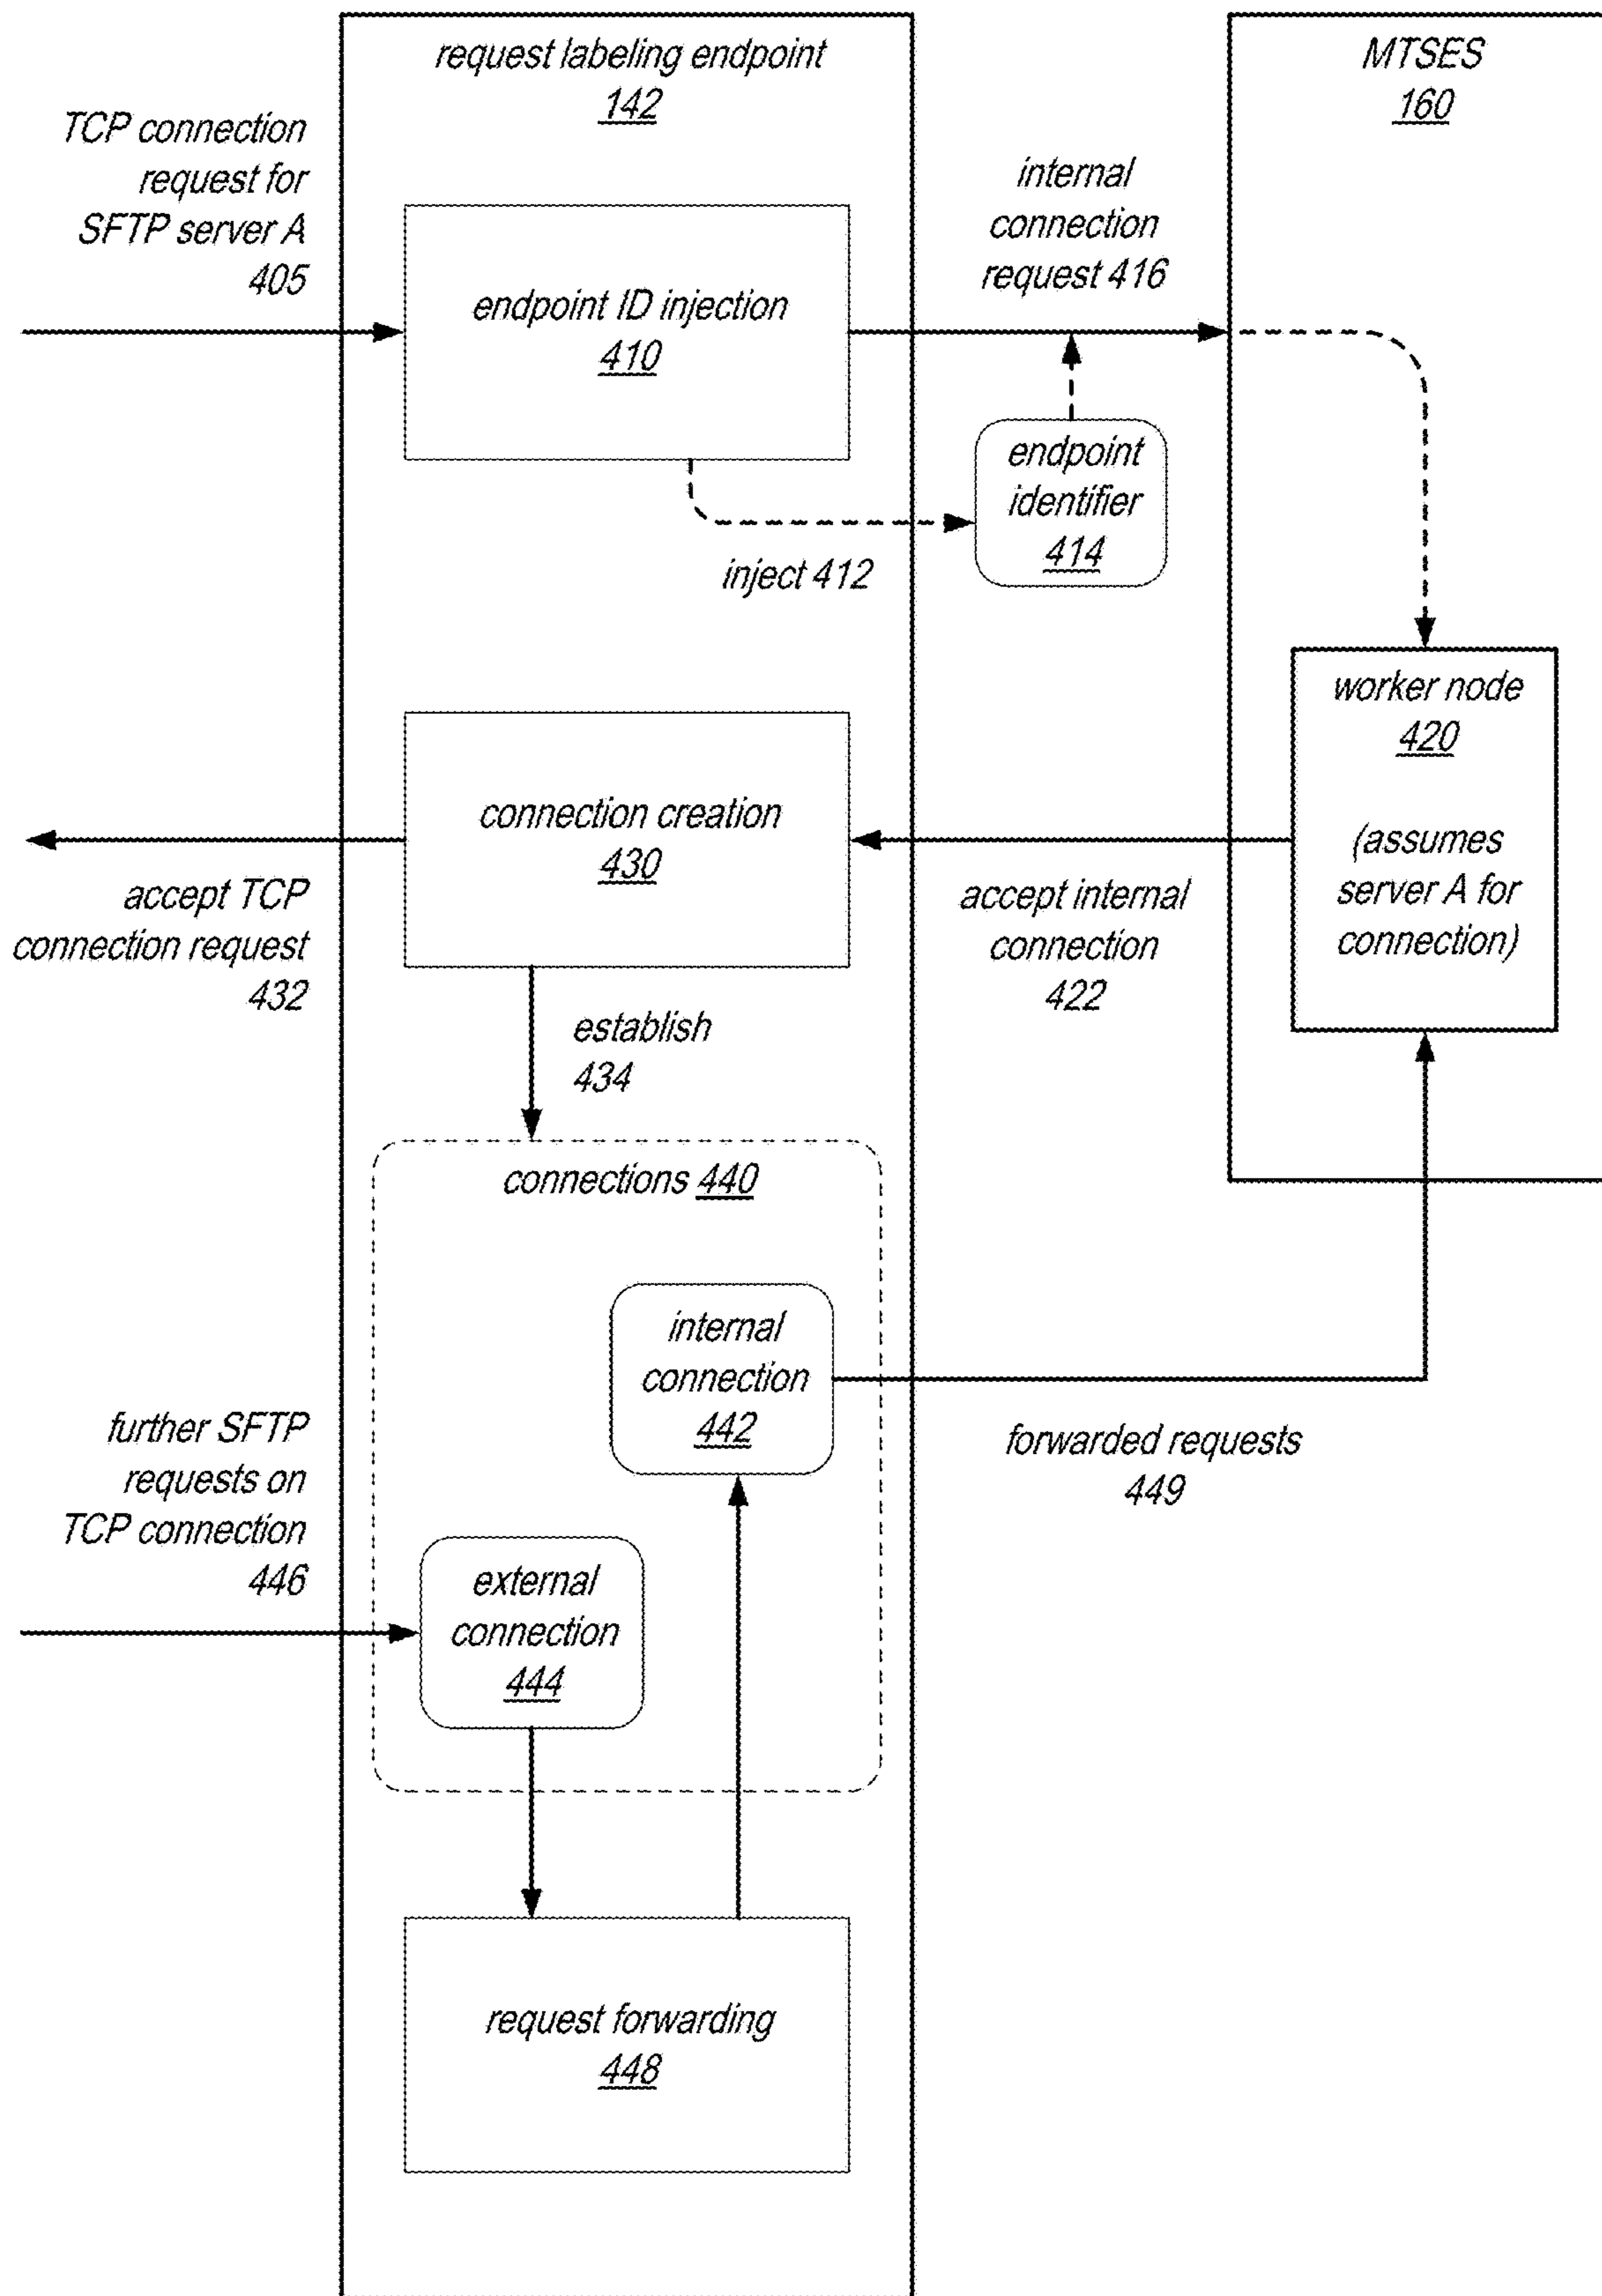 request labeling endpoint
142
MTSES
160
TCP connection
request for
SFTP server A
405
internal
connection
request 416
endpoint ID injection
410
endpoint
identifier
414
inject 412
worker node
420
(assumes
server A for
connection)
connection creation
430
accept TCP
connection request
432
accept internal
connection
422
establish
434
connections 440
internal
connection
442
further SFTP
requests on
TCP connection
446
forwarded requests
449
external
connection
444
request forwarding
448